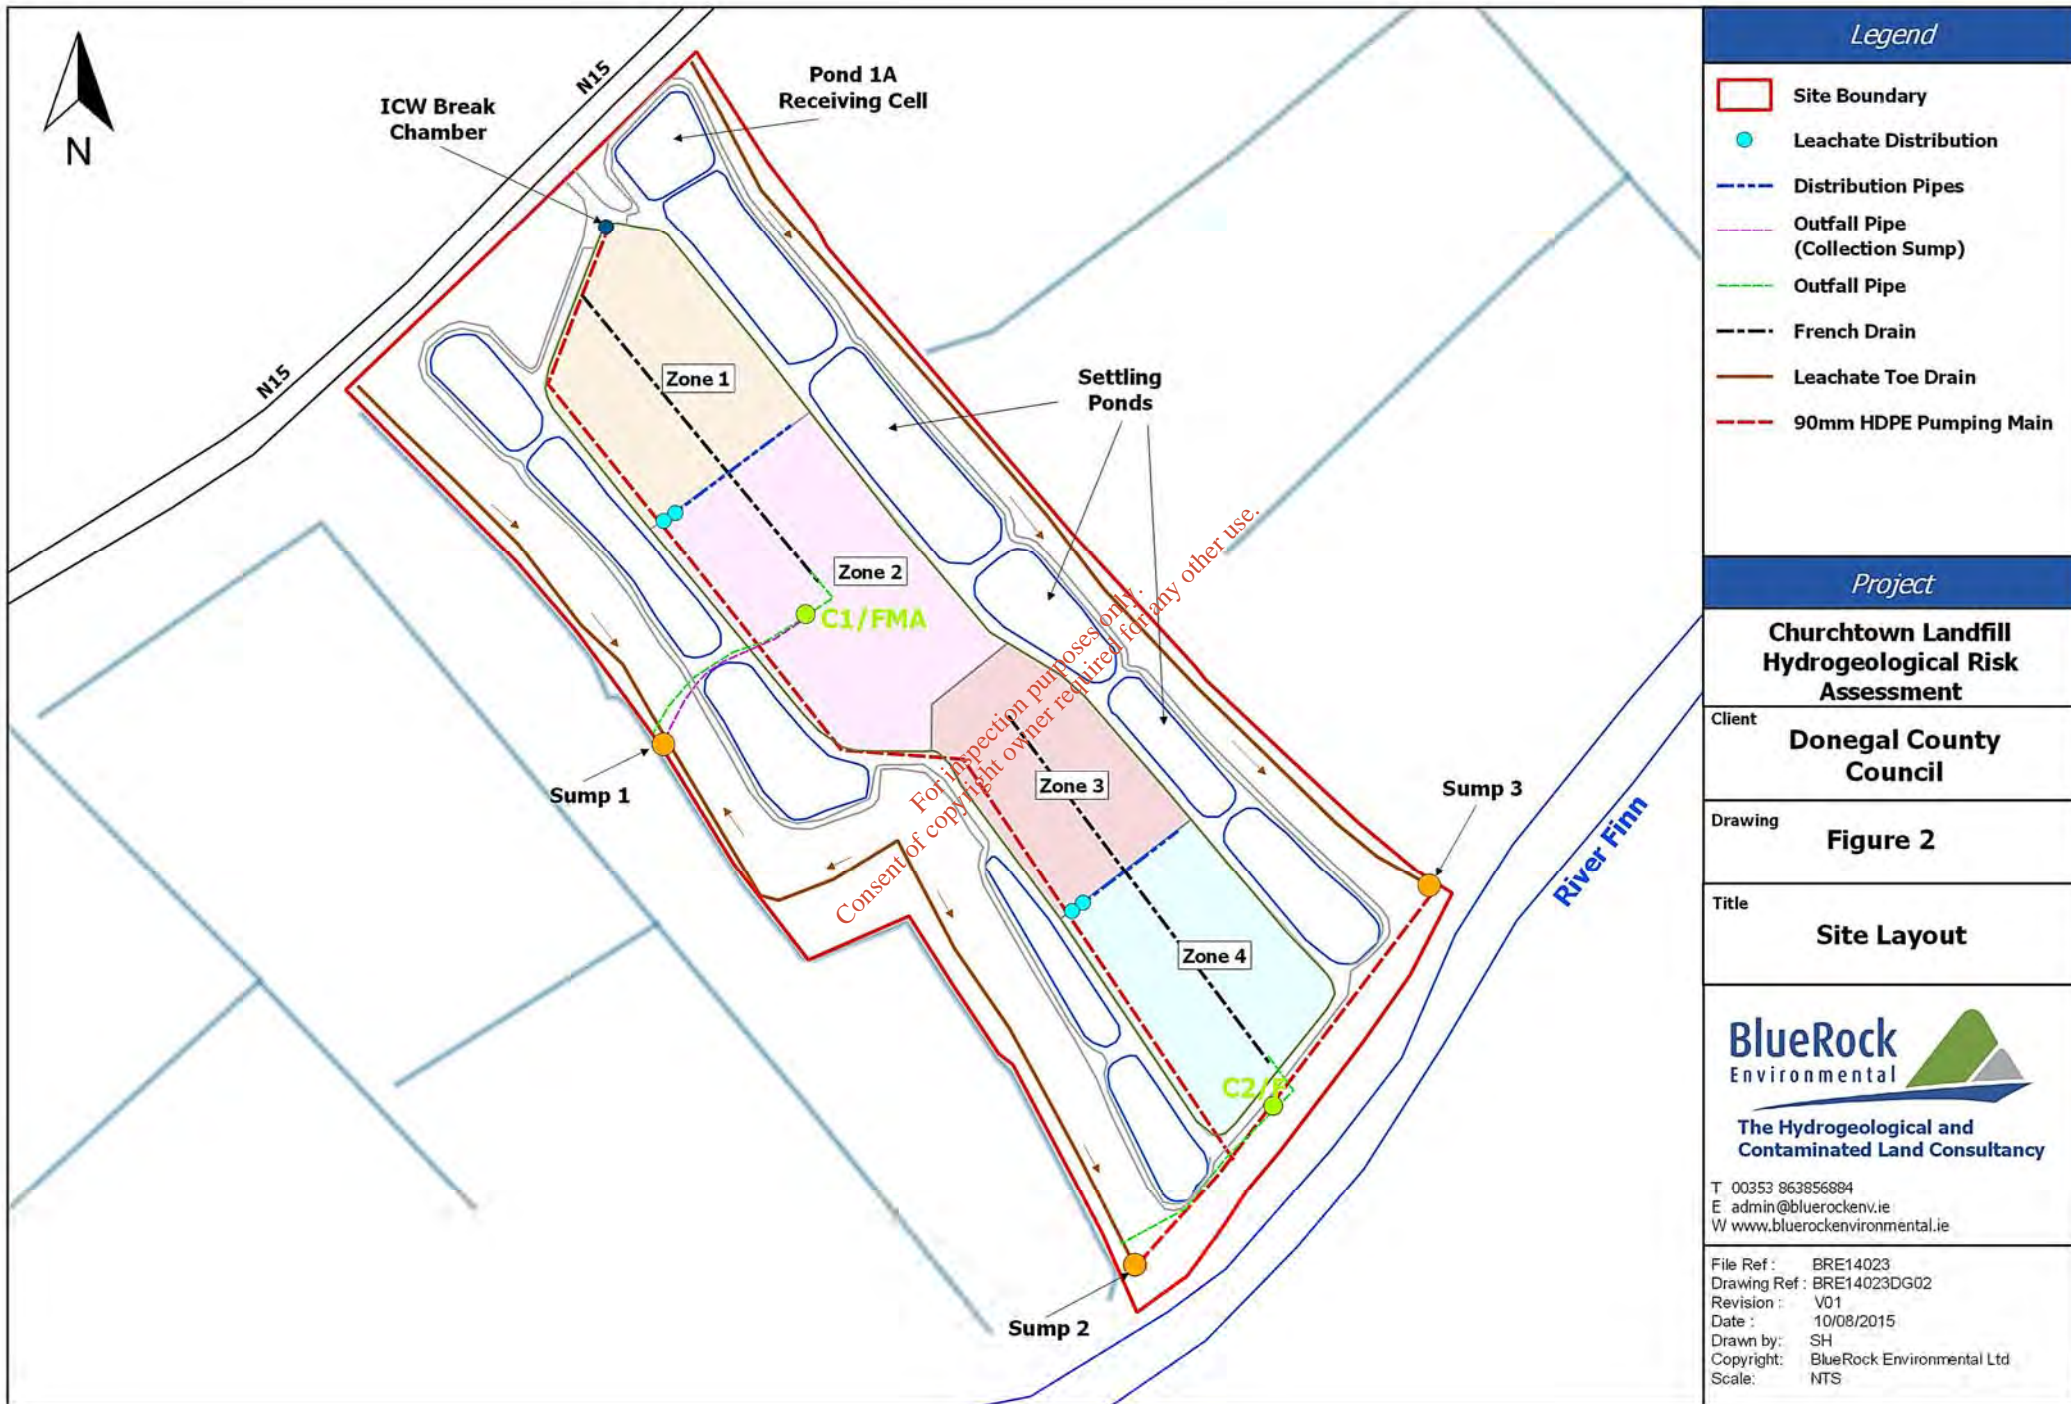 N
N15
N15
ICW Break
Chamber
Pond 1A
Receiving Cell
Zone 1
Settling
Ponds
Zone 2
C1/FMA
Sump 1
Zone 3
Sump 3
Zone 4
C2/F
Sump 2
River Finn
For inspection purposes only.
Consent of copyright owner required for any other use.
Legend
Site Boundary
Leachate Distribution
Distribution Pipes
Outfall Pipe
(Collection Sump)
Outfall Pipe
French Drain
Leachate Toe Drain
90mm HDPE Pumping Main
Project
Churchtown Landfill
Hydrogeological Risk
Assessment
Client
Donegal County
Council
Drawing
Figure 2
Title
Site Layout
BlueRock
Environmental
The Hydrogeological and
Contaminated Land Consultancy
T 00353 863856884
E admin@bluerockenv.ie
W www.bluerockenvironmental.ie
File Ref : BRE14023
Drawing Ref : BRE14023DG02
Revision : V01
Date : 10/08/2015
Drawn by: SH
Copyright: BlueRock Environmental Ltd
Scale: NTS